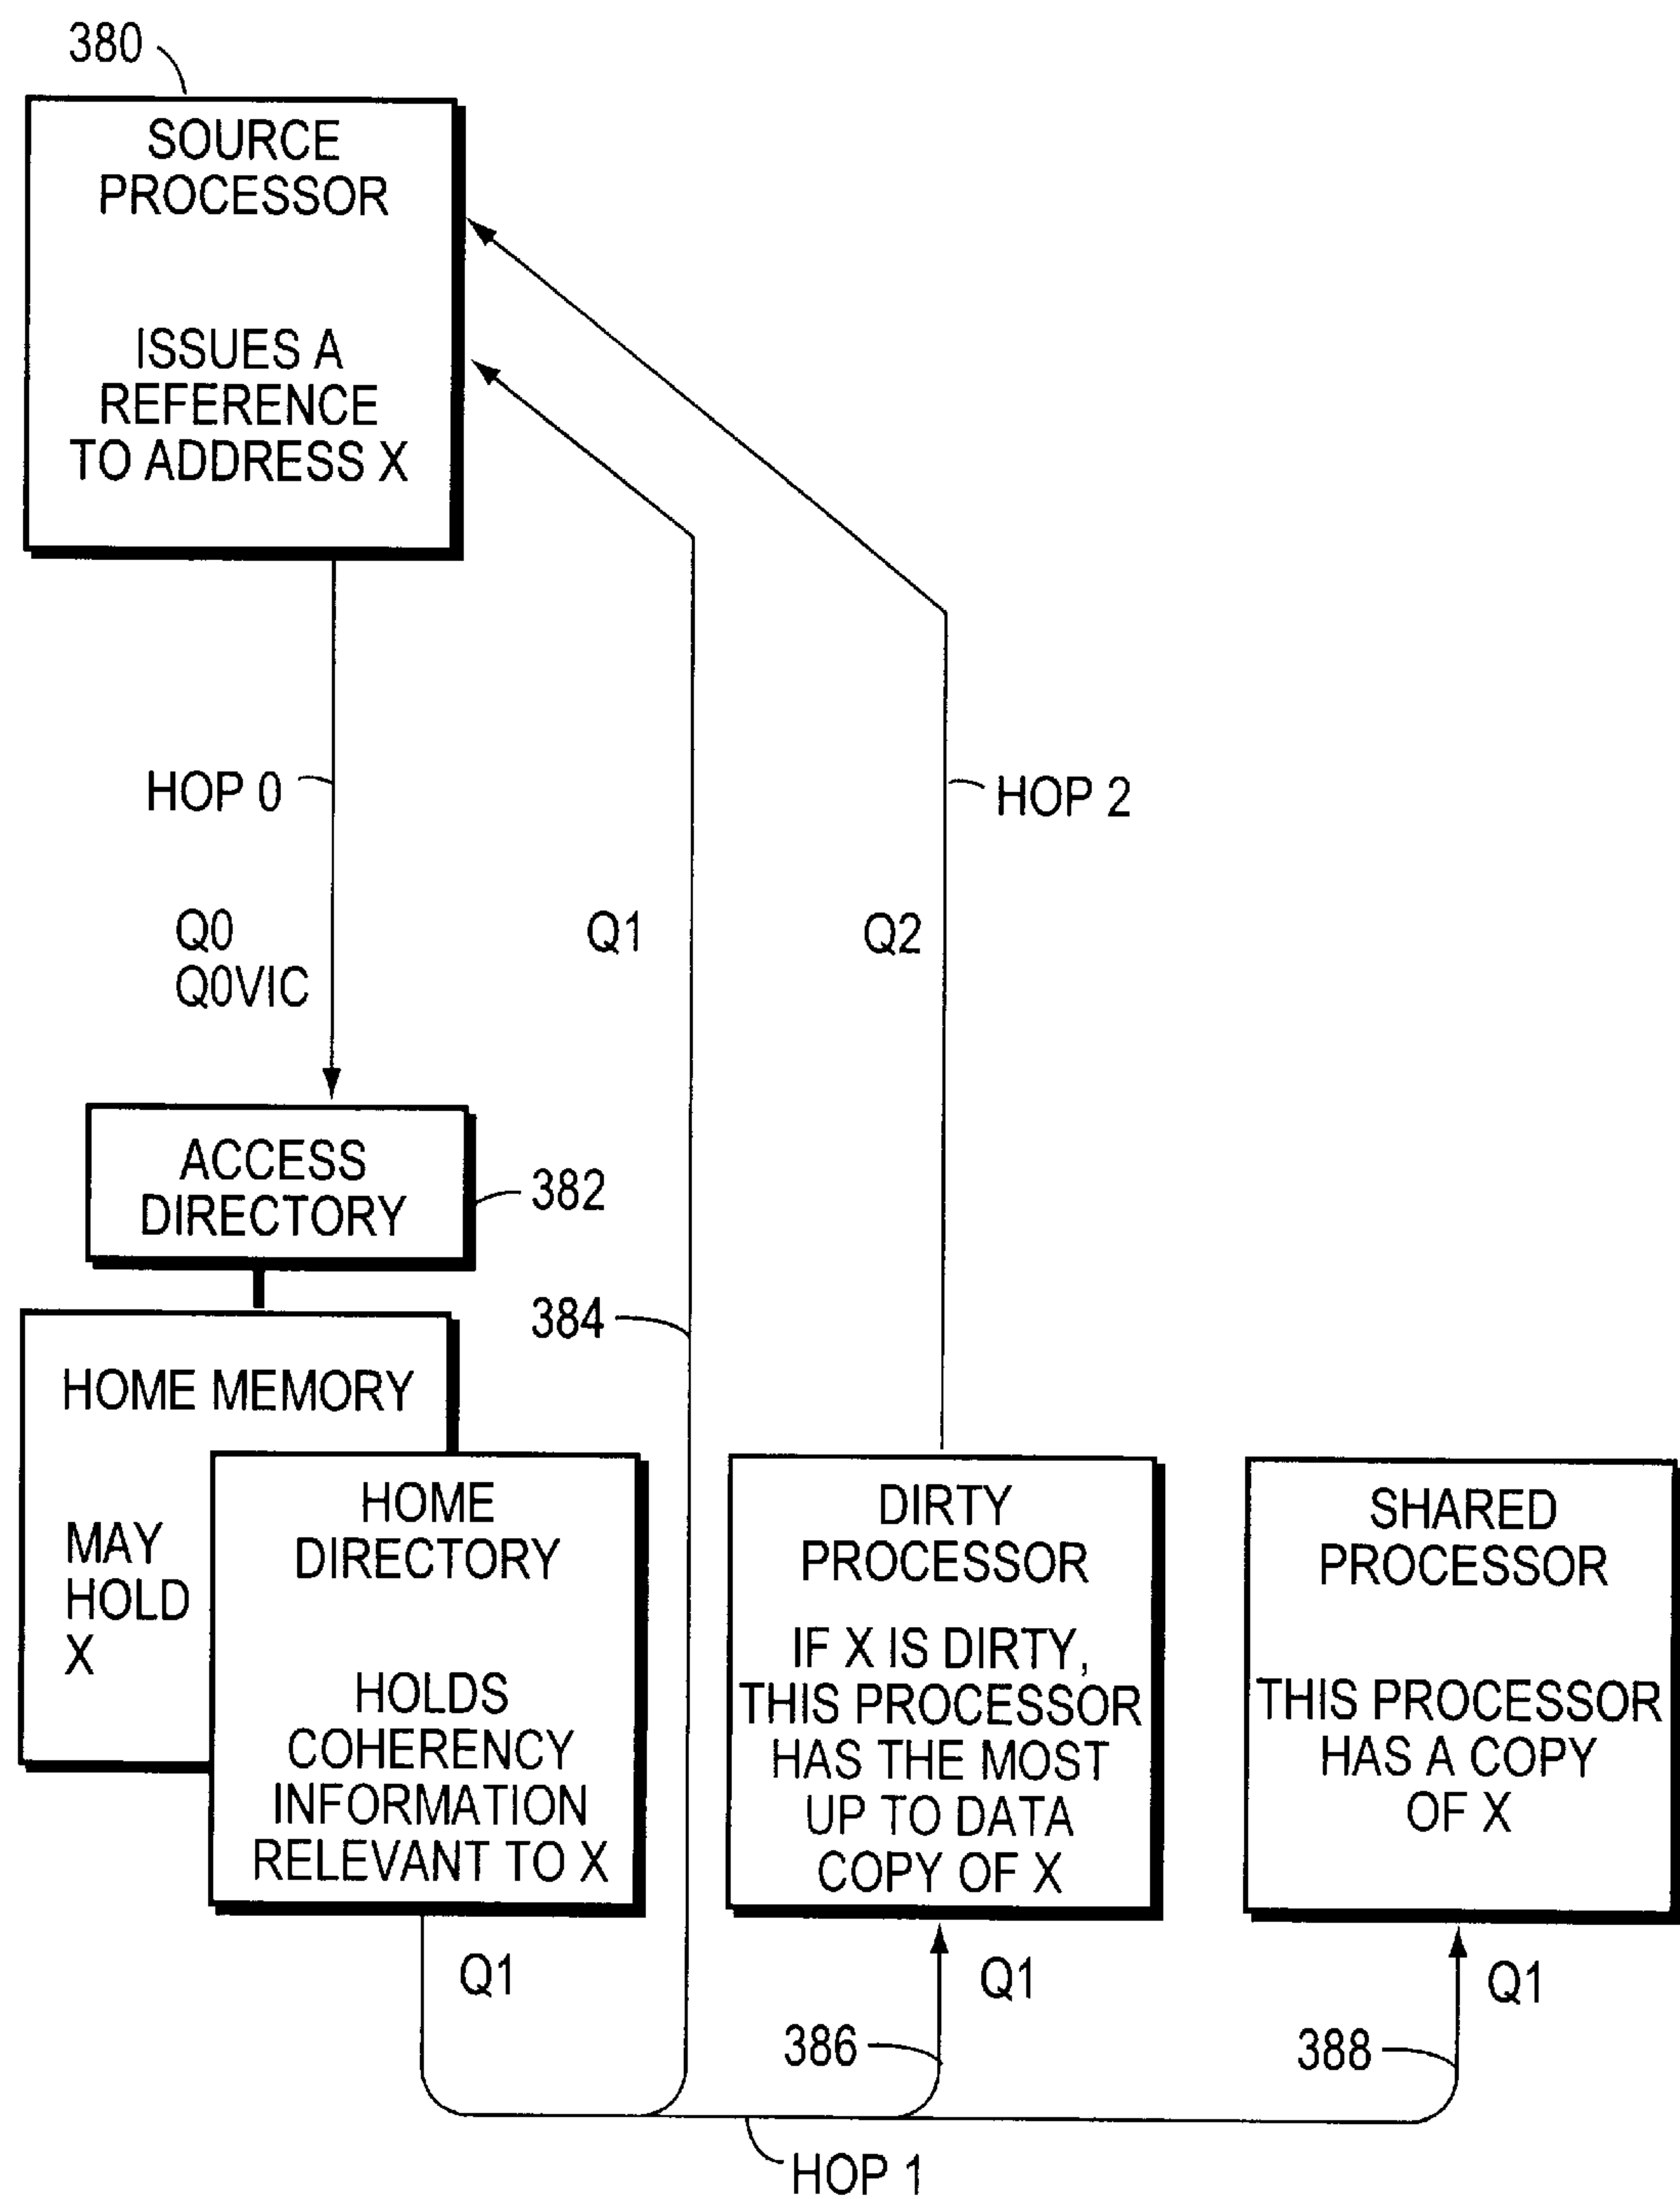 380
SOURCE
PROCESSOR
ISSUES A
REFERENCE
TO ADDRESS X
HOP 0
HOP 2
Q0
Q0VIC
Q1
Q2
ACCESS
DIRECTORY
382
384
HOME MEMORY
MAY
HOLD
X
HOME
DIRECTORY
HOLDS
COHERENCY
INFORMATION
RELEVANT TO X
DIRTY
PROCESSOR
IF X IS DIRTY,
THIS PROCESSOR
HAS THE MOST
UP TO DATA
COPY OF X
SHARED
PROCESSOR
THIS PROCESSOR
HAS A COPY
OF X
Q1
Q1
Q1
386
388
HOP 1